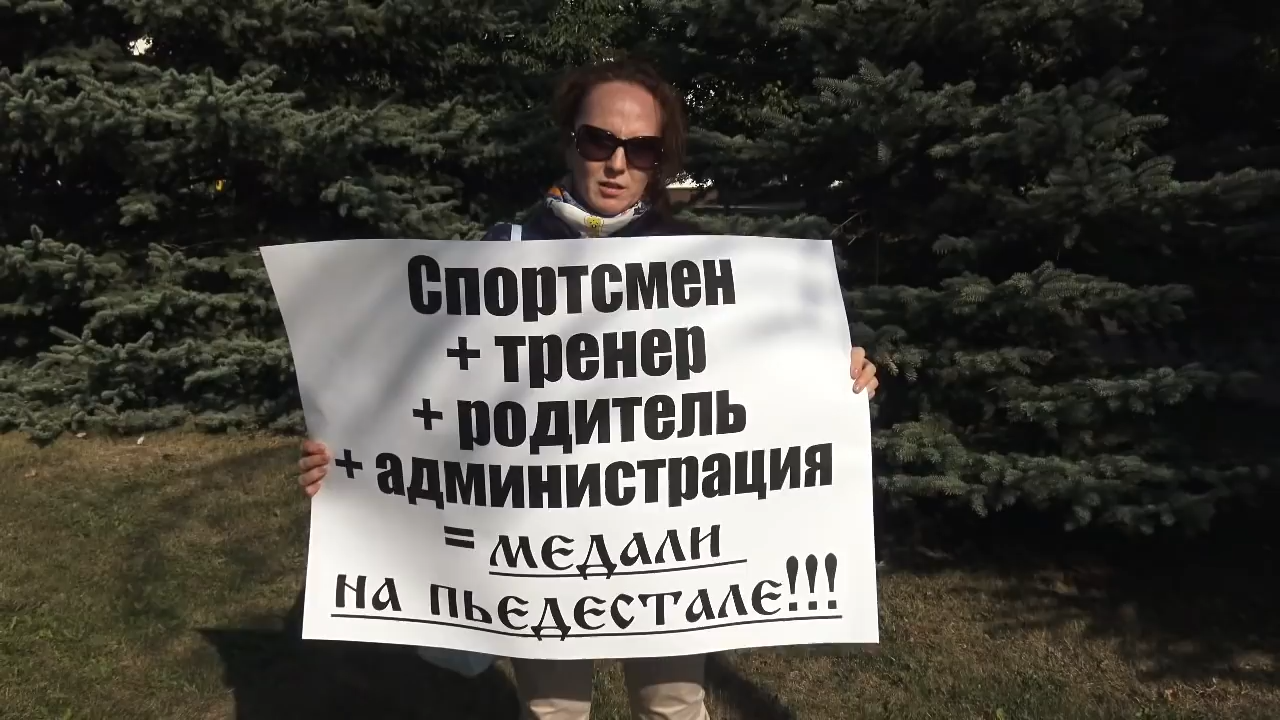 Спортсмен
+ тренер
+ родитель
+ администрация
= медали
на пьедестале!!!